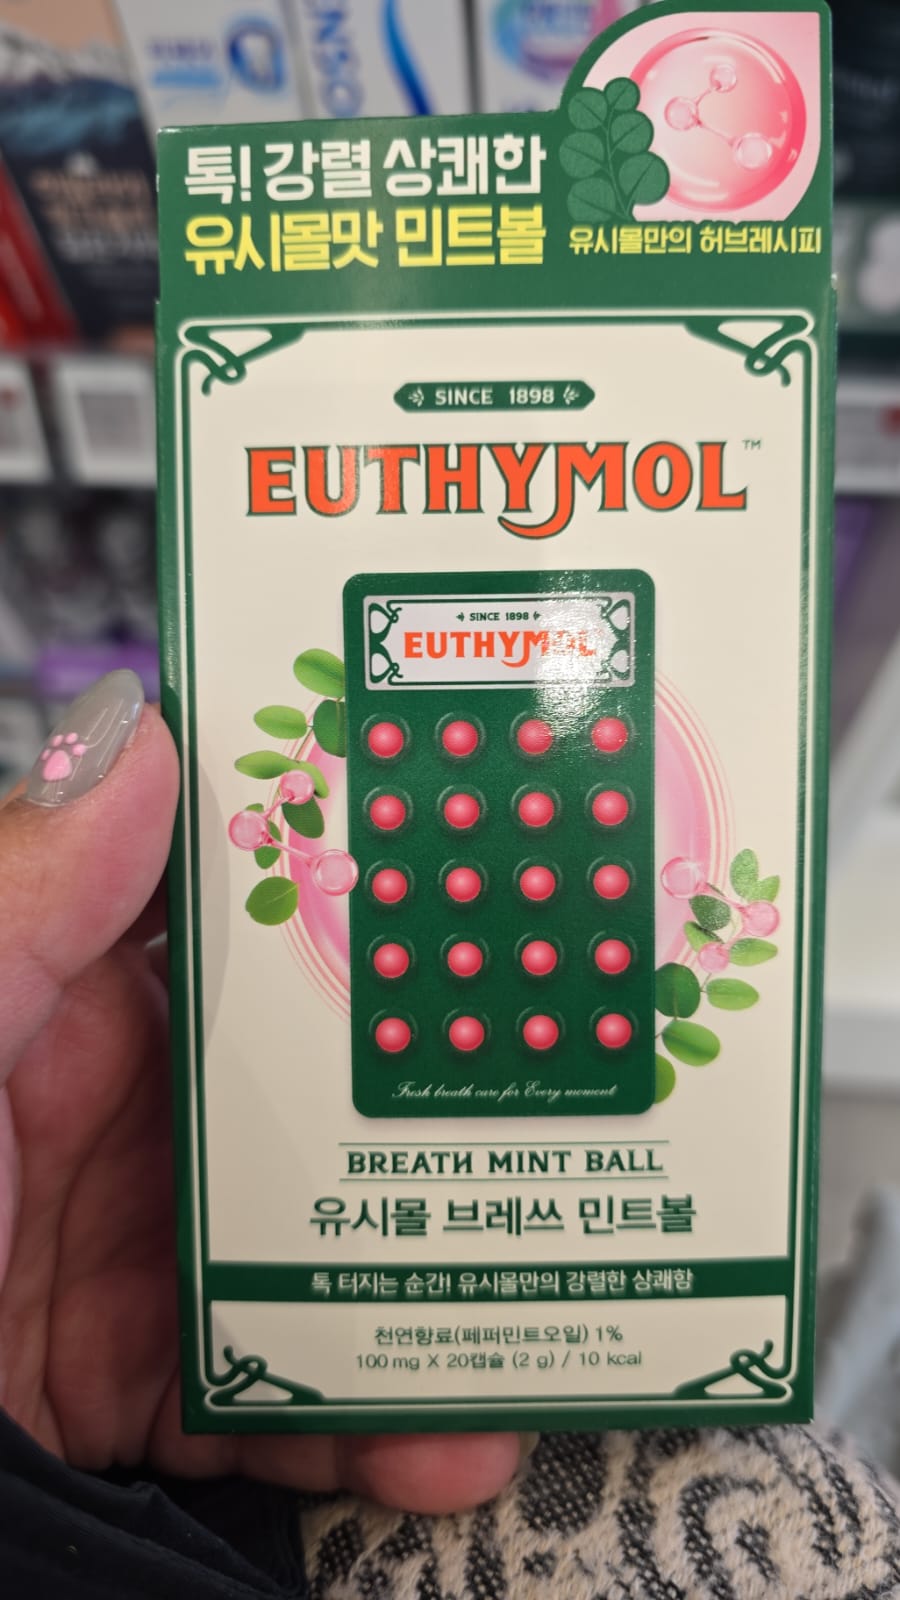 톡! 강렬 상쾌한
유시몰맛 민트볼
유시몰만의 허브레시피
SINCE 1898
EUTHYMOL™
SINCE 1898
EUTHYMOL
Fresh breath care for Every moment
BREATH MINT BALL
유시몰 브레쓰 민트볼
톡 터지는 순간! 유시몰만의 강렬한 상쾌함
천연향료(페퍼민트오일) 1%
100 mg X 20캡슐 (2 g) / 10 kcal